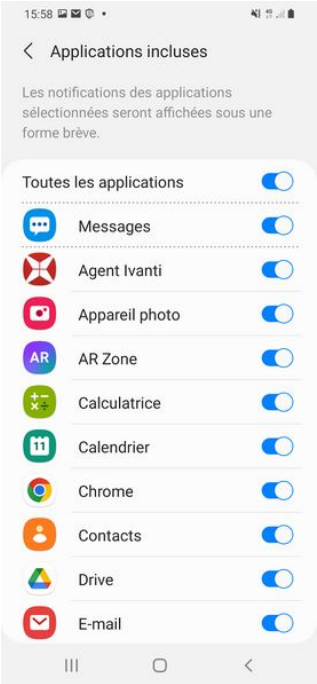 15:58
Applications incluses
Les notifications des applications
sélectionnées seront affichées sous une
forme brève.
Toutes les applications
Messages
Agent Ivanti
Appareil photo
AR AR Zone
Calculatrice
11 Calendrier
Chrome
Contacts
Drive
E-mail